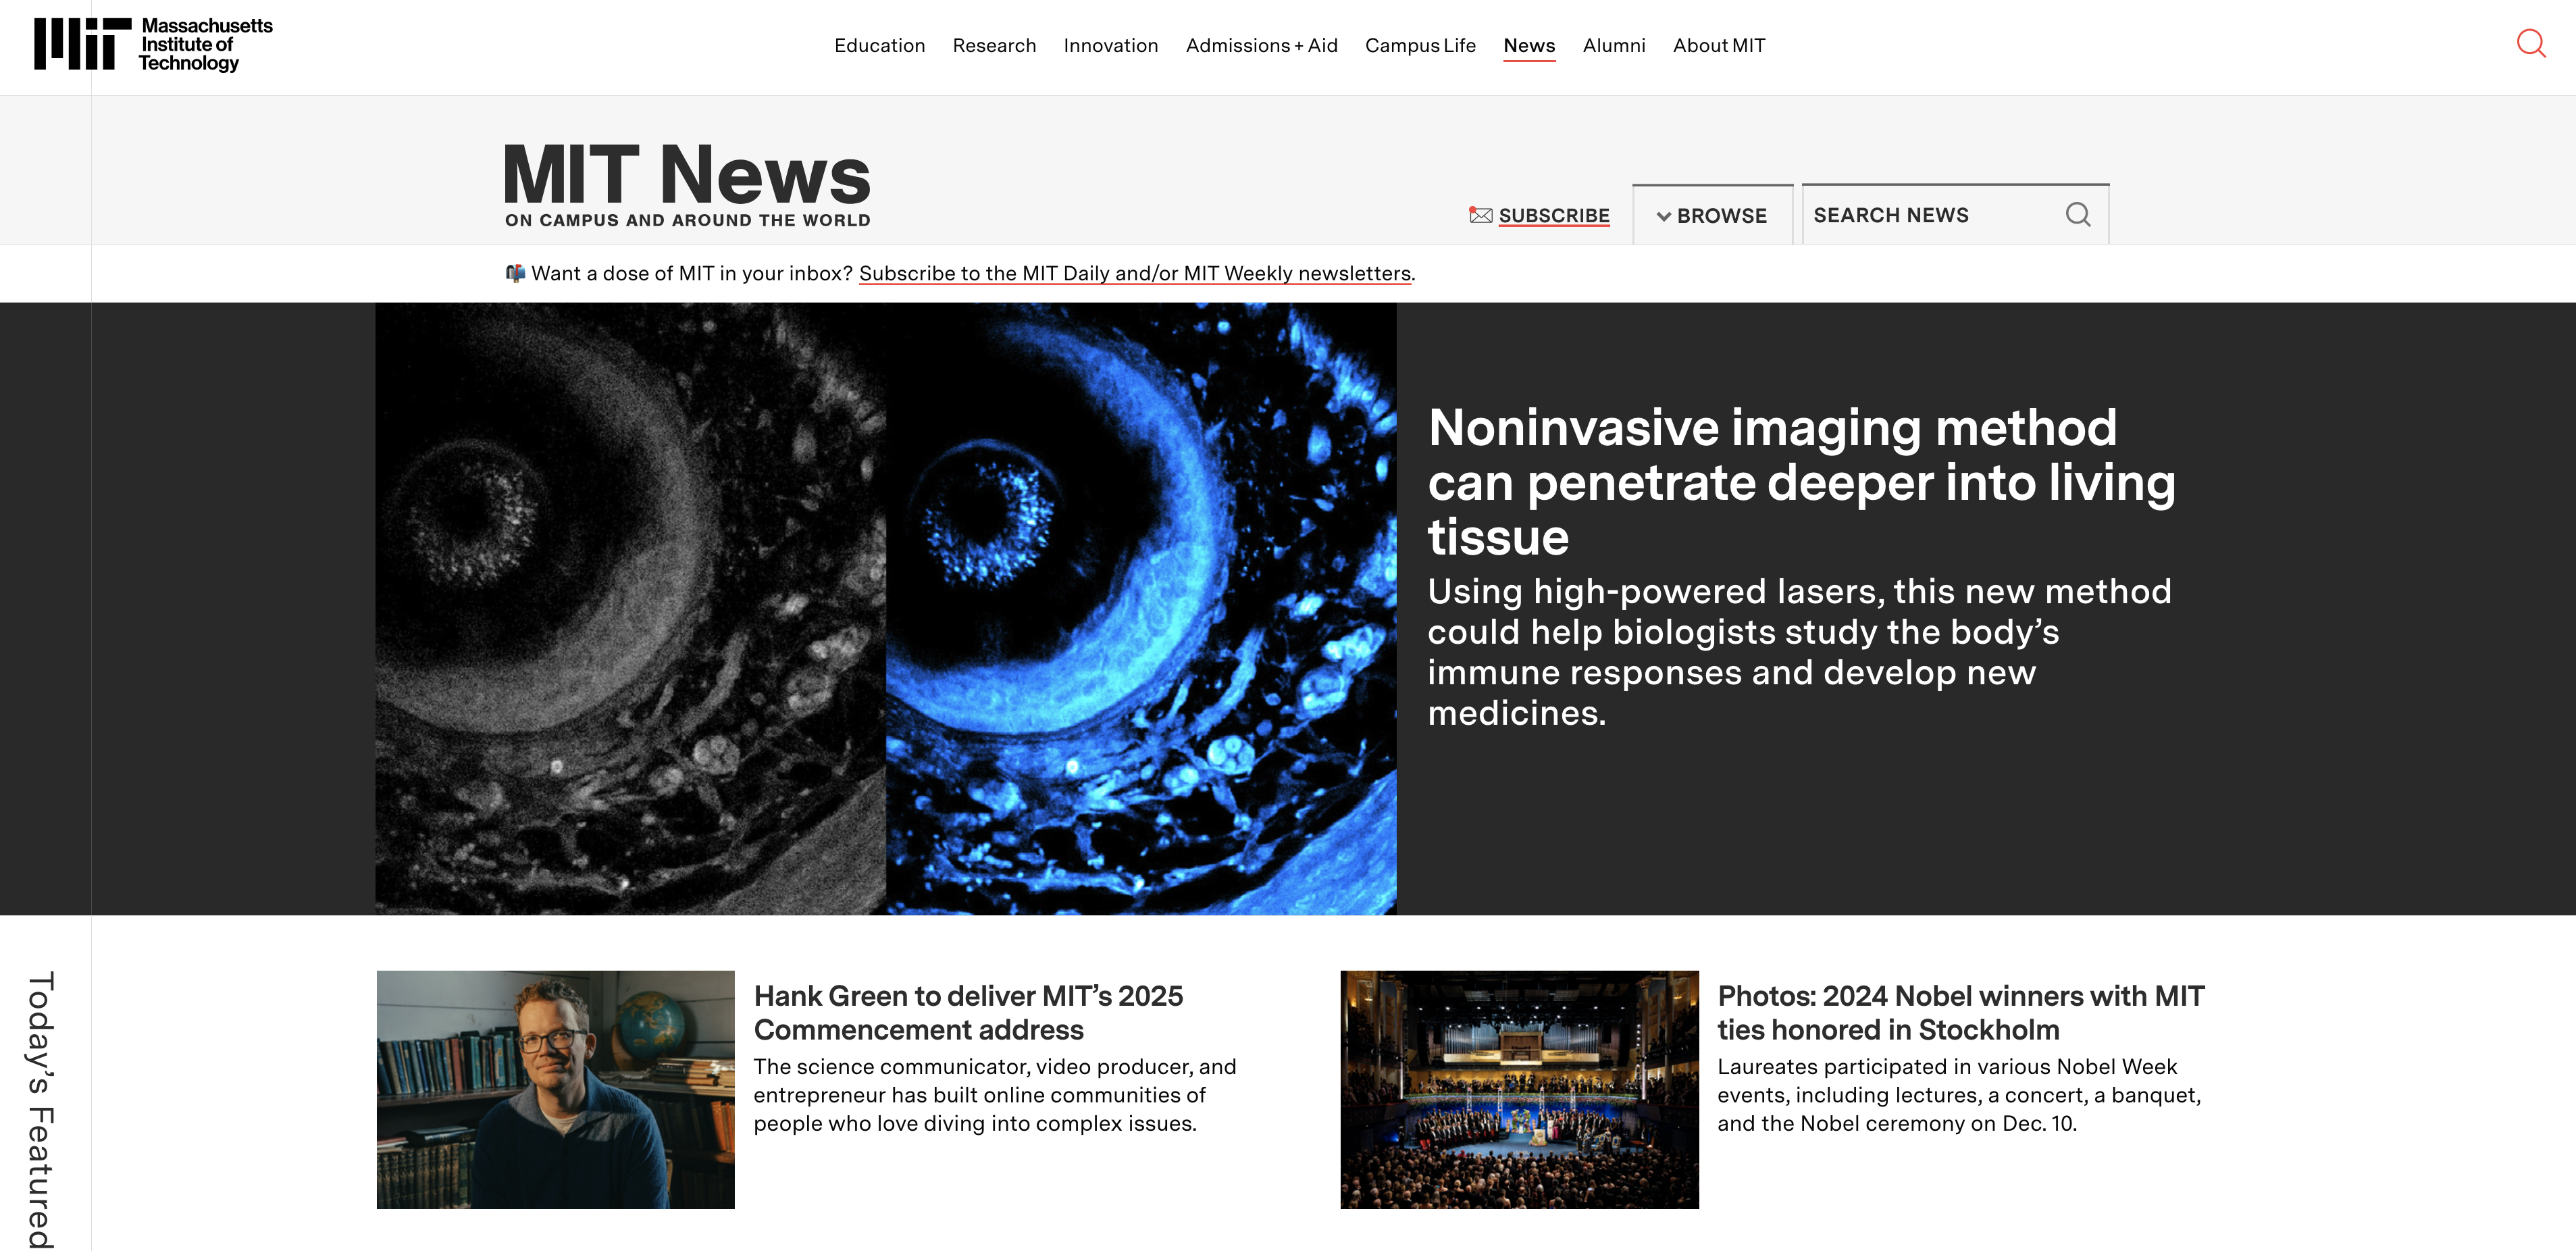 Massachusetts
Institute of
Technology
Education Research Innovation Admissions + Aid Campus Life News Alumni About MIT
MIT News
ON CAMPUS AND AROUND THE WORLD
SUBSCRIBE
BROWSE
SEARCH NEWS
Want a dose of MIT in your inbox? Subscribe to the MIT Daily and/or MIT Weekly newsletters.
Noninvasive imaging method
can penetrate deeper into living
tissue
Using high-powered lasers, this new method
could help biologists study the body’s
immune responses and develop new
medicines.
Today’s Featured
Hank Green to deliver MIT’s 2025
Commencement address
The science communicator, video producer, and
entrepreneur has built online communities of
people who love diving into complex issues.
Photos: 2024 Nobel winners with MIT
ties honored in Stockholm
Laureates participated in various Nobel Week
events, including lectures, a concert, a banquet,
and the Nobel ceremony on Dec. 10.